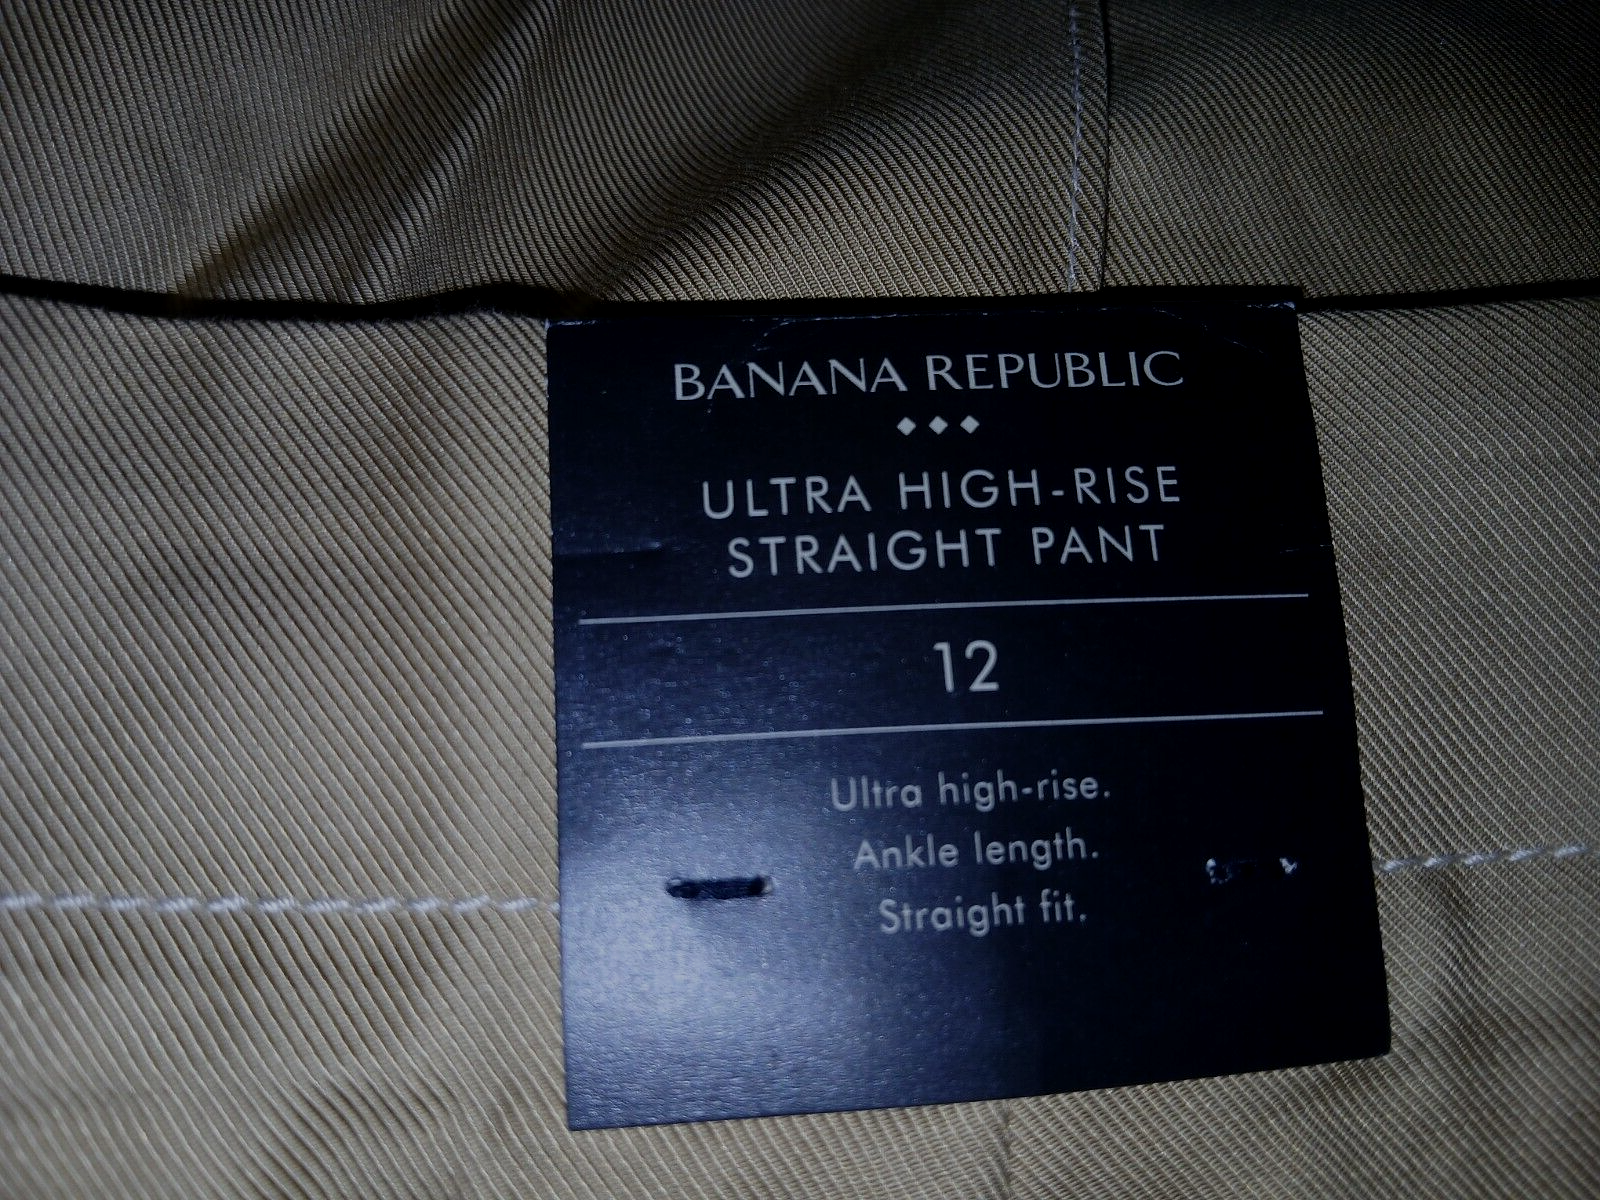 BANANA REPUBLIC
ULTRA HIGH-RISE
STRAIGHT PANT
12
Ultra high-rise.
Ankle length.
Straight fit.